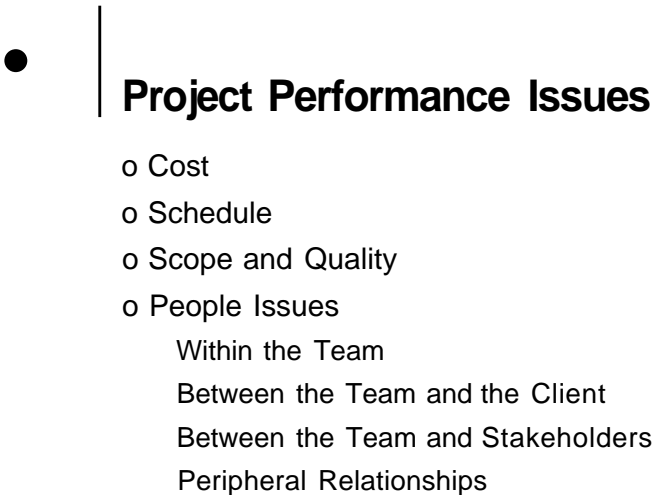 Project Performance Issues
o Cost
o Schedule
o Scope and Quality
o People Issues
Within the Team
Between the Team and the Client
Between the Team and Stakeholders
Peripheral Relationships